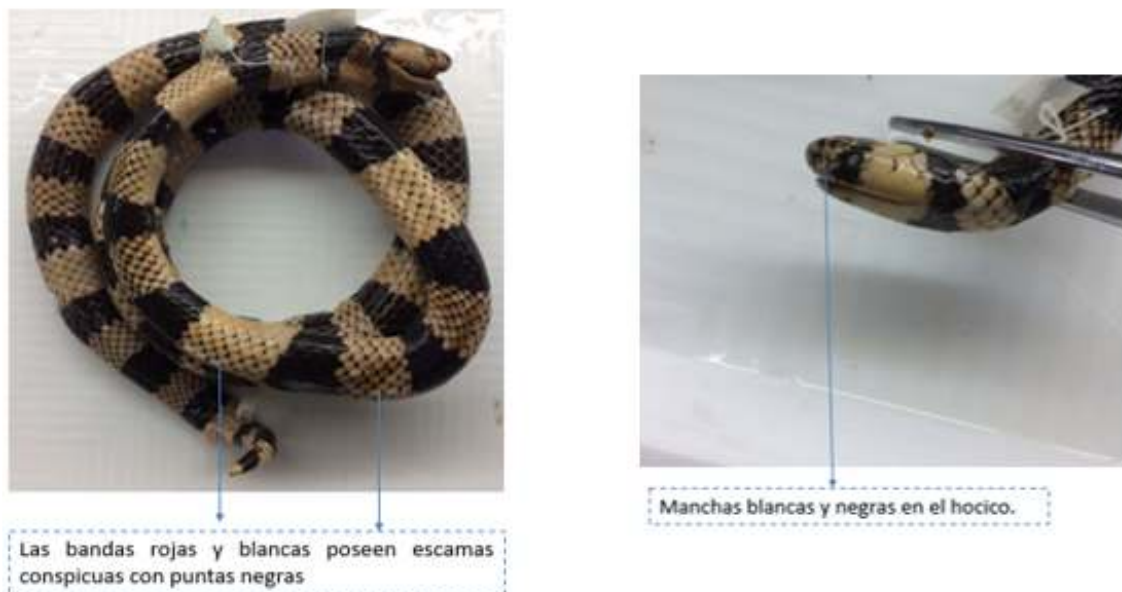 Las bandas rojas y blancas poseen escamas
conspicuas con puntas negras
Manchas blancas y negras en el hocico.